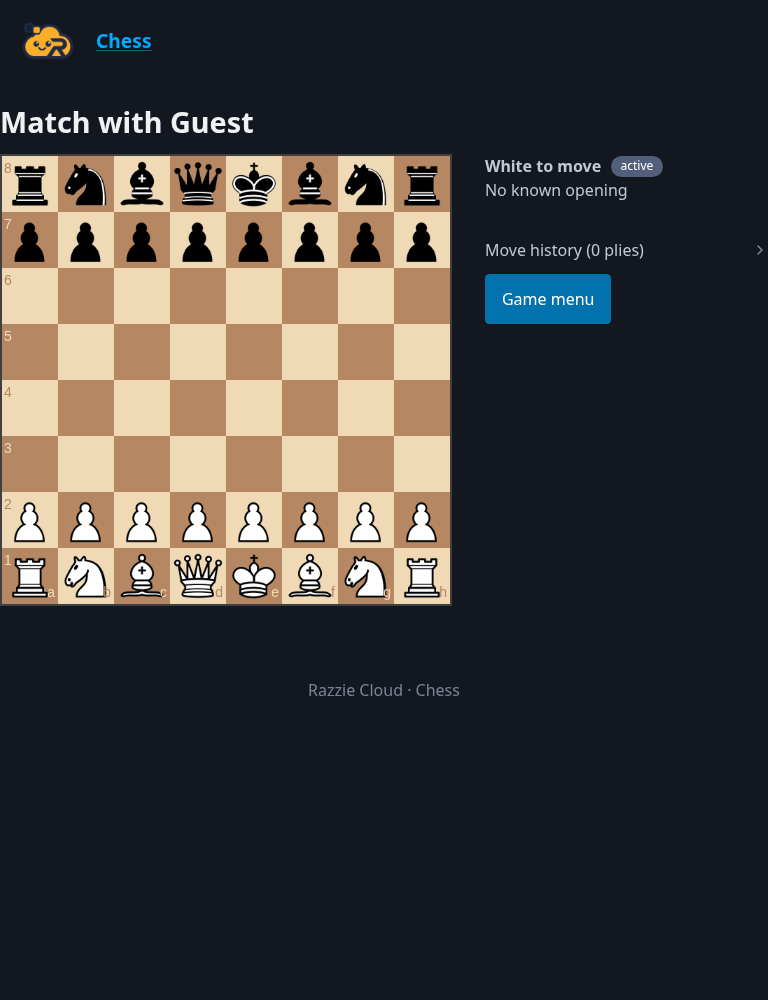 Chess
Match with Guest
8
7
6
5
4
3
2
1
a b c d e f g h
White to move active
No known opening
Move history (0 plies)
Game menu
Razzie Cloud · Chess